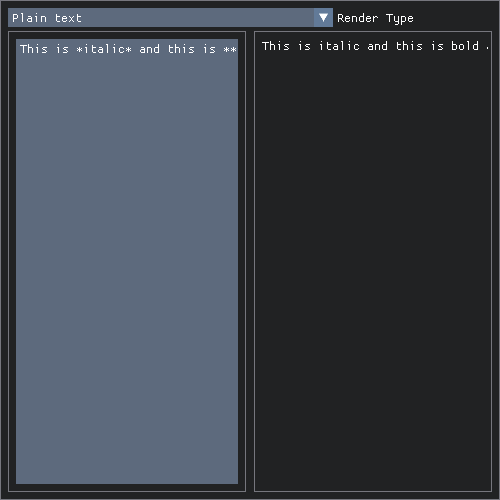 Plain text
Render Type
This is *italic* and this is **
This is italic and this is bold .